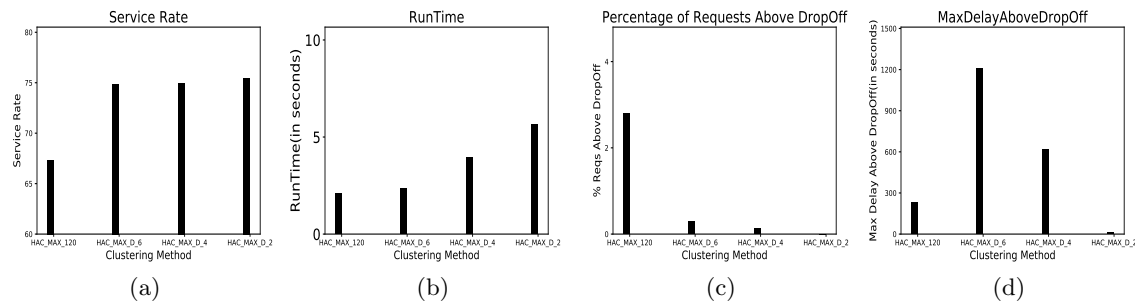 Service Rate
80
75
70
65
60
Service Rate
HAC_MAX_120 HAC_MAX_D_6 HAC_MAX_D_4 HAC_MAX_D_2
Clustering Method
(a)
RunTime
10
5
0
RunTime(in seconds)
HAC_MAX_120 HAC_MAX_D_6 HAC_MAX_D_4 HAC_MAX_D_2
Clustering Method
(b)
Percentage of Requests Above DropOff
4
2
0
% Reqs Above DropOff
HAC_MAX_120 HAC_MAX_D_6 HAC_MAX_D_4 HAC_MAX_D_2
Clustering Method
(c)
MaxDelayAboveDropOff
1500
1200
900
600
300
0
Max Delay Above DropOff(in seconds)
HAC_MAX_120 HAC_MAX_D_6 HAC_MAX_D_4 HAC_MAX_D_2
Clustering Method
(d)